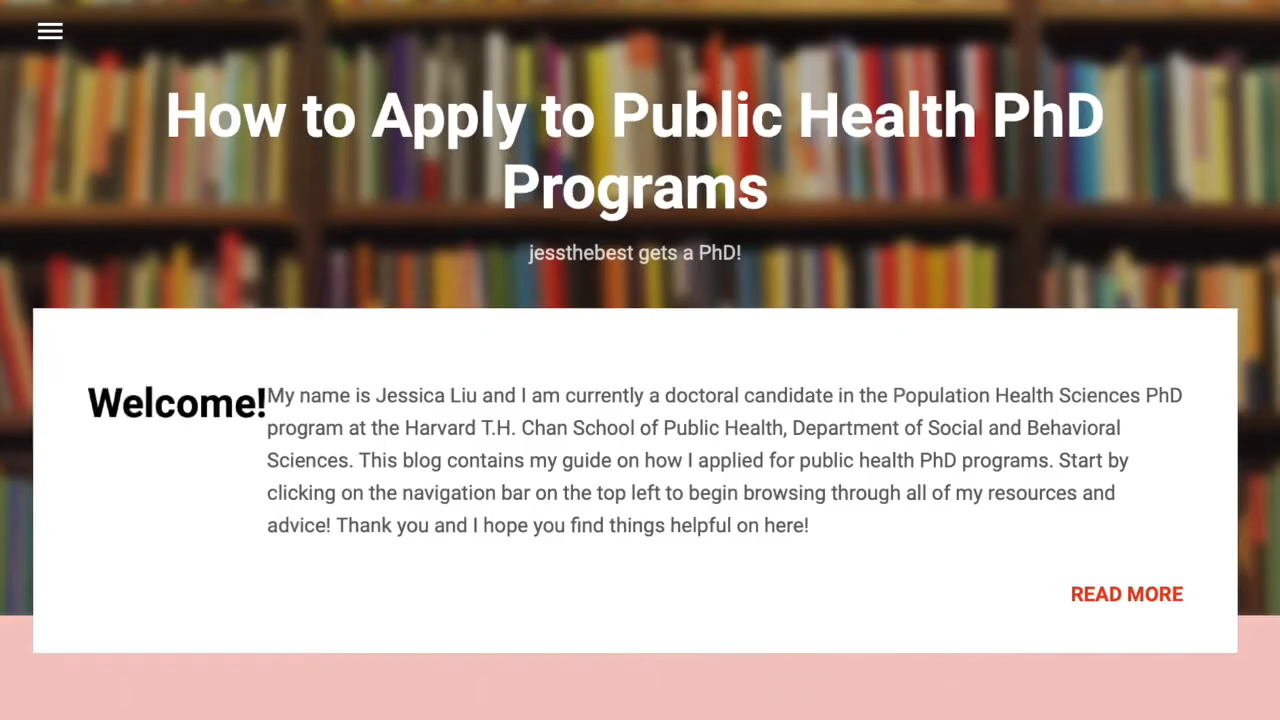 How to Apply to Public Health PhD
Programs
jessthebest gets a PhD!
Welcome!
My name is Jessica Liu and I am currently a doctoral candidate in the Population Health Sciences PhD
program at the Harvard T.H. Chan School of Public Health, Department of Social and Behavioral
Sciences. This blog contains my guide on how I applied for public health PhD programs. Start by
clicking on the navigation bar on the top left to begin browsing through all of my resources and
advice! Thank you and I hope you find things helpful on here!
READ MORE